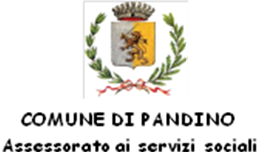 COMUNE DI PANDINO
Assessorato ai servizi sociali